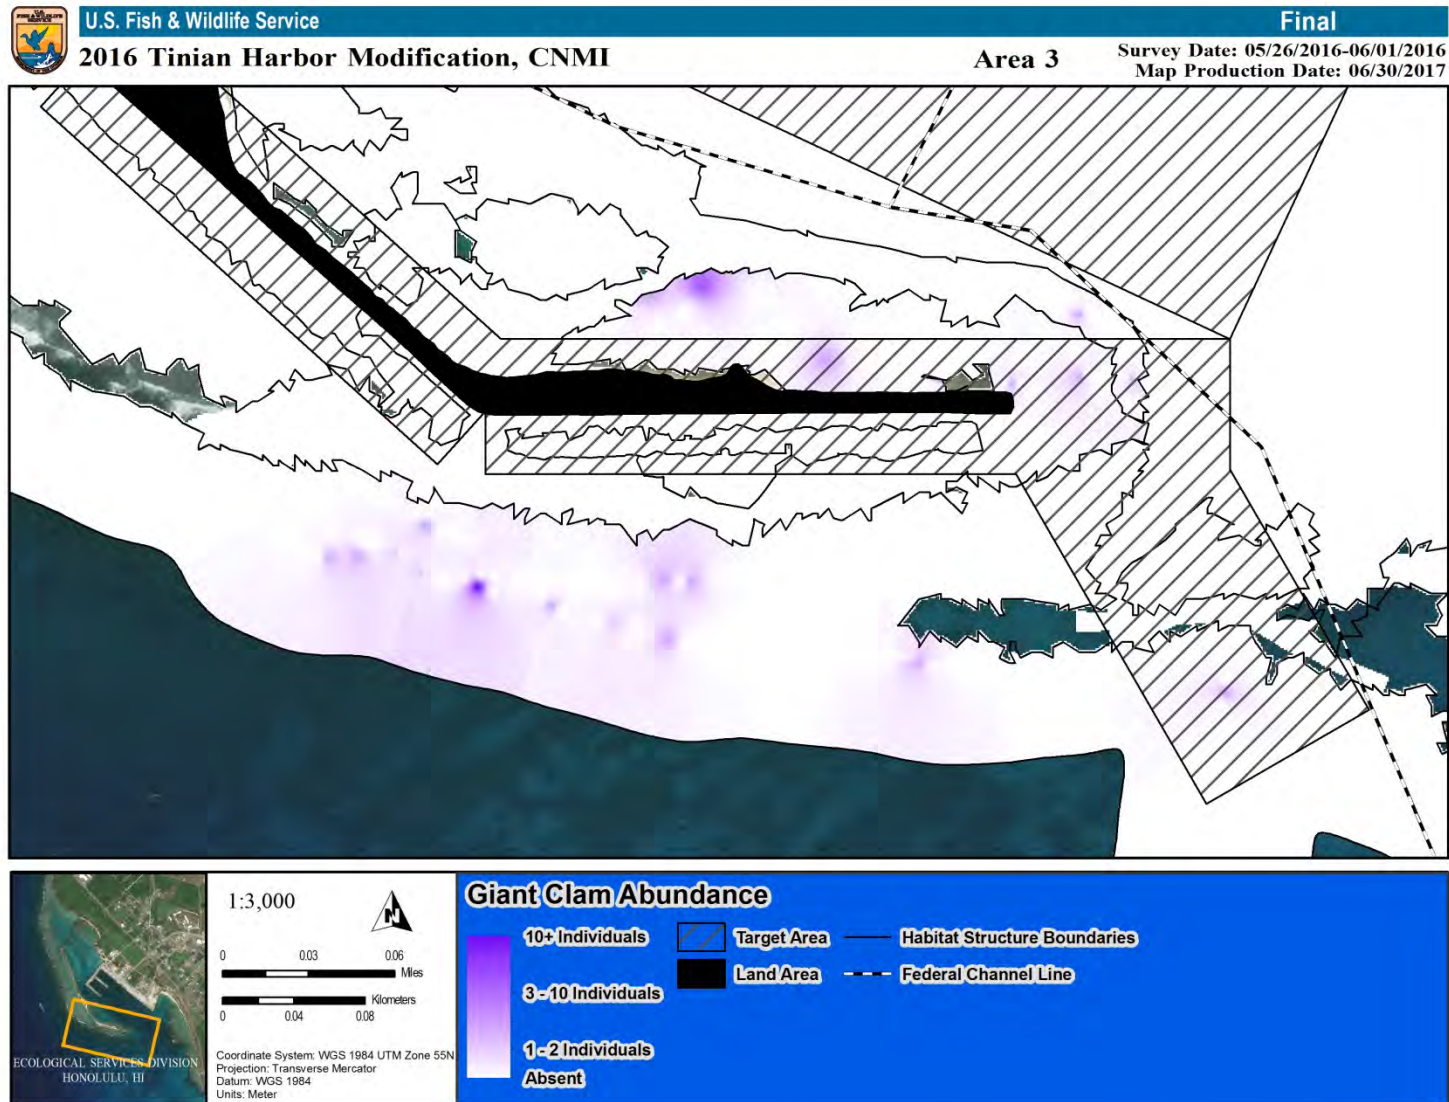 U.S.
FISH & WILDLIFE
SERVICE
U.S. Fish & Wildlife Service
Final
2016 Tinian Harbor Modification, CNMI
Area 3
Survey Date: 05/26/2016-06/01/2016
Map Production Date: 06/30/2017
ECOLOGICAL SERVICES DIVISION
HONOLULU, HI
1:3,000
N
0 0.03 0.06
Miles
Kilometers
0 0.04 0.08
Coordinate System: WGS 1984 UTM Zone 55N
Projection: Transverse Mercator
Datum: WGS 1984
Units: Meter
Giant Clam Abundance
10+ Individuals
3 - 10 Individuals
1 - 2 Individuals
Absent
Target Area
Land Area
Habitat Structure Boundaries
Federal Channel Line